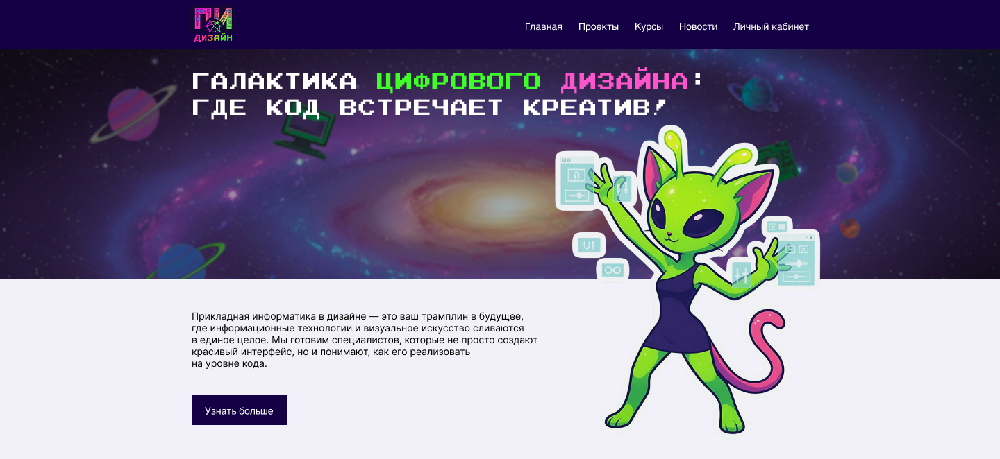 ПИ
ДИЗАЙН
Главная Проекты Курсы Новости Личный кабинет
ГАЛАКТИКА ЦИФРОВОГО ДИЗАЙНА:
ГДЕ КОД ВСТРЕЧАЕТ КРЕАТИВ!
UI
Прикладная информатика в дизайне — это ваш трамплин в будущее,
где информационные технологии и визуальное искусство сливаются
в единое целое. Мы готовим специалистов, которые не просто создают
красивый интерфейс, но и понимают, как его реализовать
на уровне кода.
Узнать больше